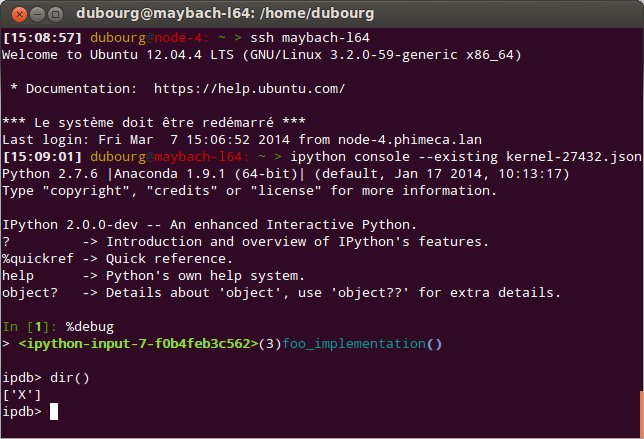 dubourg@maybach-l64: /home/dubourg
[15:08:57] dubourg@node-4: ~ > ssh maybach-l64
Welcome to Ubuntu 12.04.4 LTS (GNU/Linux 3.2.0-59-generic x86_64)
* Documentation:  https://help.ubuntu.com/
*** Le système doit être redémarré ***
Last login: Fri Mar  7 15:06:52 2014 from node-4.phimeca.lan
[15:09:01] dubourg@maybach-l64: ~ > ipython console --existing kernel-27432.json
Python 2.7.6 |Anaconda 1.9.1 (64-bit)| (default, Jan 17 2014, 10:13:17)
Type "copyright", "credits" or "license" for more information.
IPython 2.0.0-dev -- An enhanced Interactive Python.
?         -> Introduction and overview of IPython's features.
%quickref -> Quick reference.
help      -> Python's own help system.
object?   -> Details about 'object', use 'object??' for extra details.
In [1]: %debug
> <ipython-input-7-f0b4feb3c562>(3)foo_implementation()
ipdb> dir()
['X']
ipdb>